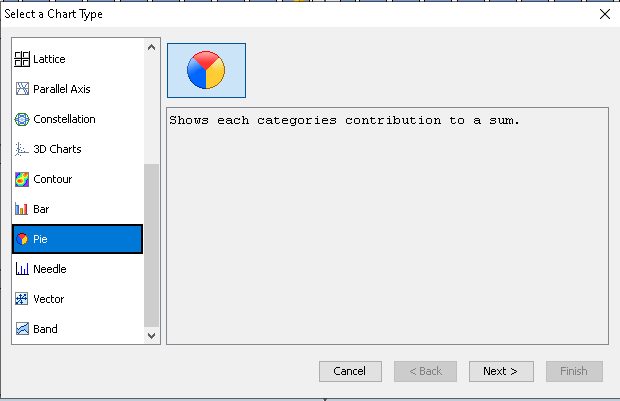 Select a Chart Type
Lattice
Parallel Axis
Constellation
3D Charts
Contour
Bar
Pie
Needle
Vector
Band
Shows each categories contribution to a sum.
Cancel
< Back
Next >
Finish